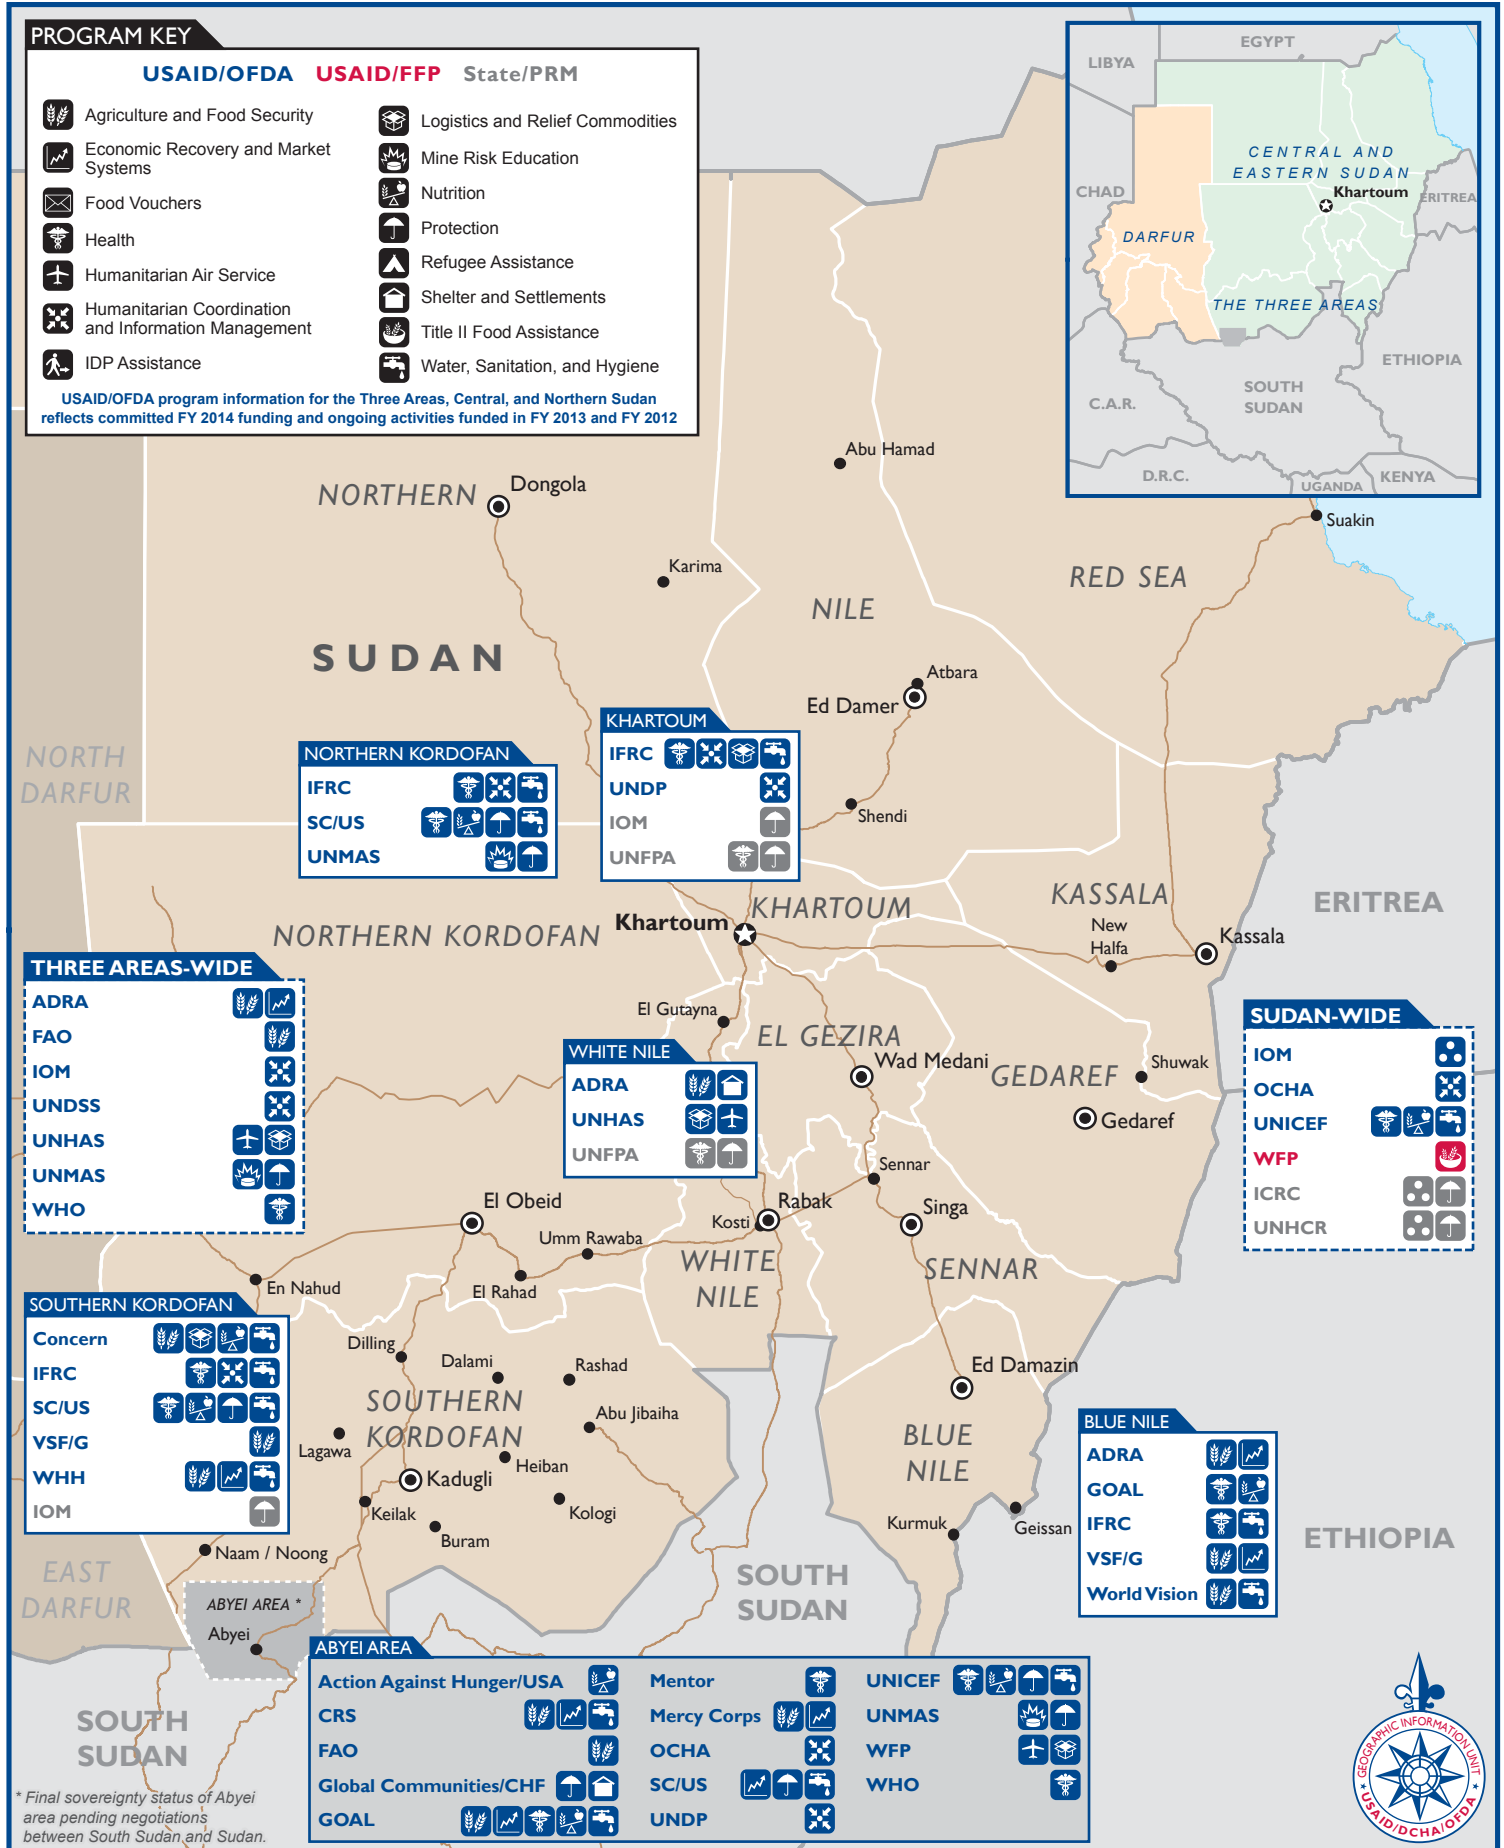 PROGRAM KEY
USAID/OFDA USAID/FFP State/PRM
Agriculture and Food Security
Economic Recovery and Market
Systems
Food Vouchers
Health
Humanitarian Air Service
Humanitarian Coordination
and Information Management
IDP Assistance
Logistics and Relief Commodities
Mine Risk Education
Nutrition
Protection
Refugee Assistance
Shelter and Settlements
Title II Food Assistance
Water, Sanitation, and Hygiene
USAID/OFDA program information for the Three Areas, Central, and Northern Sudan
reflects committed FY 2014 funding and ongoing activities funded in FY 2013 and FY 2012
EGYPT
LIBYA
CENTRAL AND
EASTERN SUDAN
Khartoum
CHAD
ERITREA
DARFUR
THE THREE AREAS
ETHIOPIA
SOUTH
SUDAN
C.A.R.
D.R.C.
UGANDA
KENYA
Abu Hamad
NORTHERN
Dongola
Suakin
Karima
RED SEA
NILE
SUDAN
Atbara
Ed Damer
NORTH
DARFUR
Shendi
NORTHERN KORDOFAN
IFRC
SC/US
UNMAS
KHARTOUM
IFRC
UNDP
IOM
UNFPA
KASSALA
ERITREA
KHARTOUM
Khartoum
NORTHERN KORDOFAN
New
Halfa
Kassala
THREE AREAS-WIDE
ADRA
FAO
IOM
UNDSS
UNHAS
UNMAS
WHO
El Gutayna
EL GEZIRA
Wad Medani
GEDAREF
Shuwak
Gedaref
WHITE NILE
ADRA
UNHAS
UNFPA
SUDAN-WIDE
IOM
OCHA
UNICEF
WFP
ICRC
UNHCR
Sennar
El Obeid
Rabak
Kosti
Singa
Umm Rawaba
WHITE
NILE
SENNAR
En Nahud
El Rahad
SOUTHERN KORDOFAN
Concern
IFRC
SC/US
VSF/G
WHH
IOM
Dilling
Dalami
Rashad
Ed Damazin
SOUTHERN
KORDOFAN
Abu Jibaiha
Lagawa
Heiban
Kadugli
Keilak
Kologi
Buram
BLUE
NILE
BLUE NILE
ADRA
GOAL
IFRC
VSF/G
World Vision
Kurmuk
Geissan
ETHIOPIA
Naam / Noong
EAST
DARFUR
ABYEI AREA *
Abyei
SOUTH
SUDAN
ABYEI AREA
Action Against Hunger/USA
CRS
FAO
Global Communities/CHF
GOAL
Mentor
Mercy Corps
OCHA
SC/US
UNDP
UNICEF
UNMAS
WFP
WHO
SOUTH
SUDAN
* Final sovereignty status of Abyei
area pending negotiations
between South Sudan and Sudan.
GEOGRAPHIC INFORMATION UNIT
USAID/DCHA/OFDA